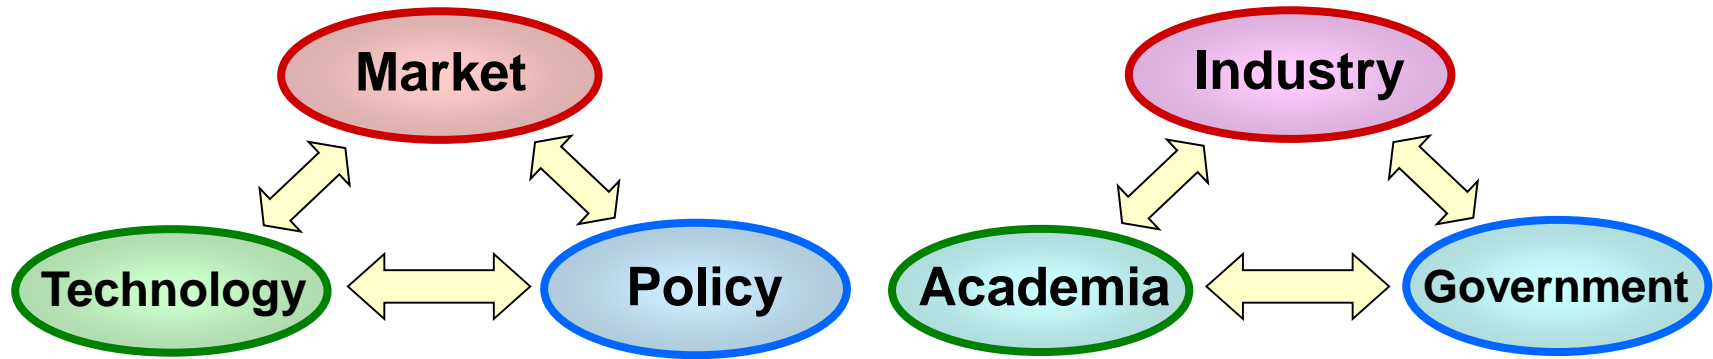 Market
Technology
Policy
Industry
Academia
Government